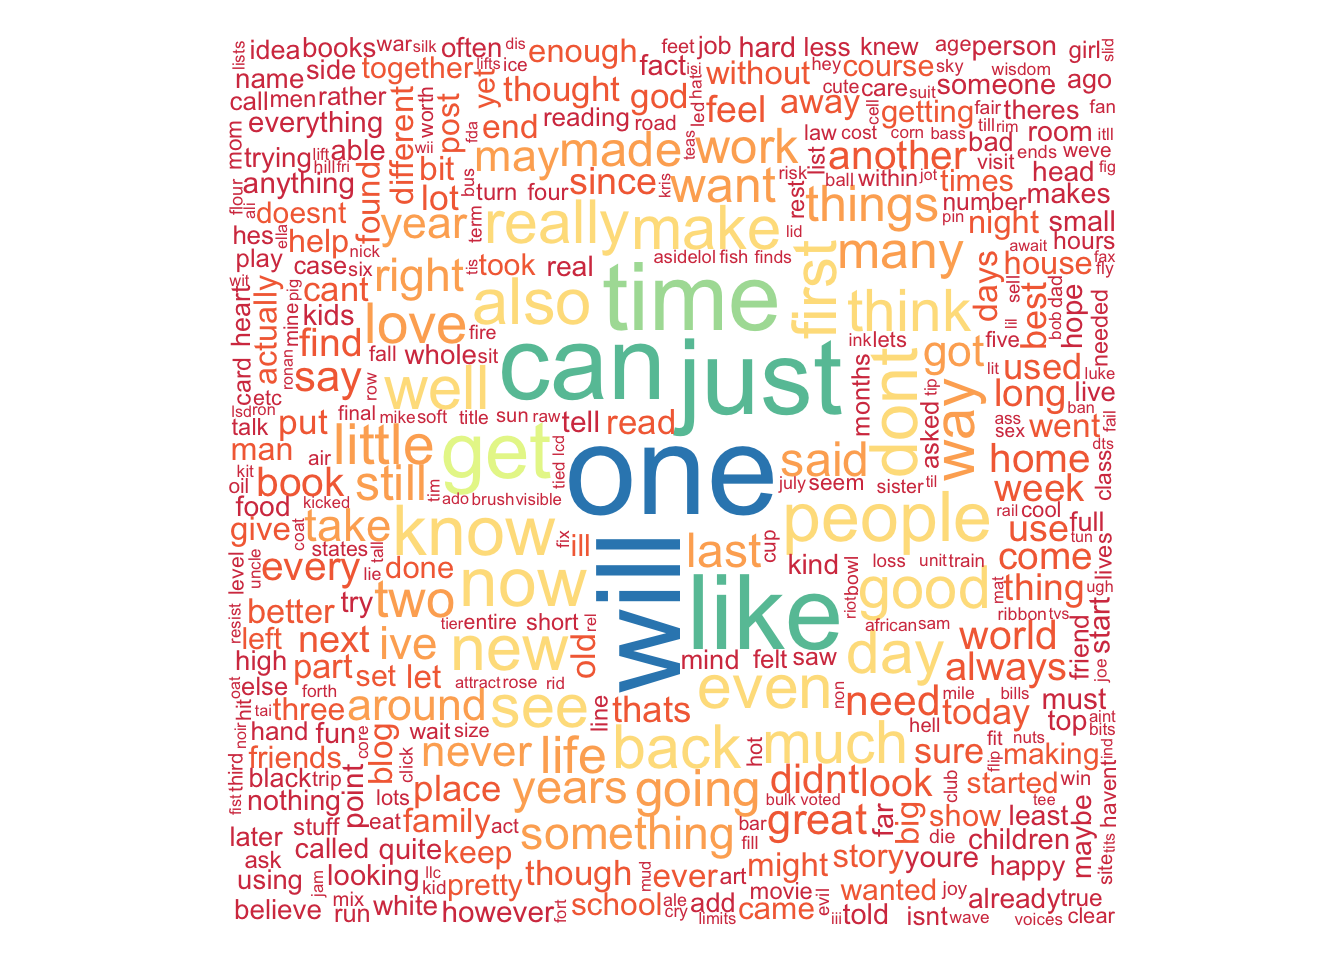 lists idea books war silk often dis enough feet job hard less knew age person girl slid
name side together lifts ice fact isi hats without hey course sky wisdom someone ago
call men rather different worth post yet thought god led feel away cute care suit getting fair theres fan
mom everything wii fda end reading road teas law cost cell corn bass till rim room itll
trying lift able hill fri found bit may made work list another visit bad ends weve
flour anything lot bus turn four since kris want risk rest ball within jot times head fig
ali doesnt year term really make lid things pin number makes night small
hes ella help nick tis took real aside lol fish finds first many days await hours
play case six right house fax fly
wit heart pig cant also time think sell bob dad hope needed
card actually mine kids love fire can just ink lets got five lil best
ronan find fall whole sit months dont way lit used luke
etc say row well tip long live ban
lsd ron put final mike soft title sun raw tell read asked ass sex went fail
talk man air little get tied lcd one said home dts class
kit oil book still tim ado brush visible july seem sister til week
food kicked coat take know fix ill will last cup people rail cool use full tun
give states tall kind loss unit train come lives
uncle every lie done now like riot bowl good mat thing ugh
level resist better try two tier entire short rel african sam ribbon tvs start
left next ive new old mind felt saw day world friend joe
high part set let attract rose rid even non always
oat else hit forth tai three around see line thats need mile bills must
noir hand fun core wait size hell today top aint bits
friends blog click never life back hot much sure fit nuts making find
third black trip flip
fist nothing point lots place years going bulk voted didnt look club started tee win haven
eat family act bar great far big show least maybe
later stuff something fill die children site tits
ask called quite keep might story youre happy
using jam looking llc kid pretty though mud ever art movie evil wanted joy already true
believe mix run white however fort school ale cry limits add came iii told isnt wave voices clear